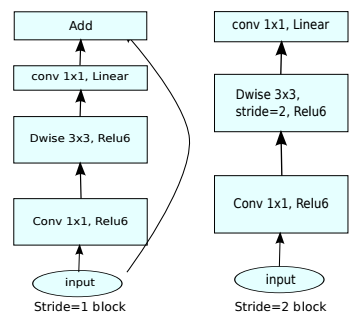 Add
conv 1x1, Linear
Dwise 3x3, Relu6
Conv 1x1, Relu6
input
Stride=1 block
conv 1x1, Linear
Dwise 3x3,
stride=2, Relu6
Conv 1x1, Relu6
input
Stride=2 block